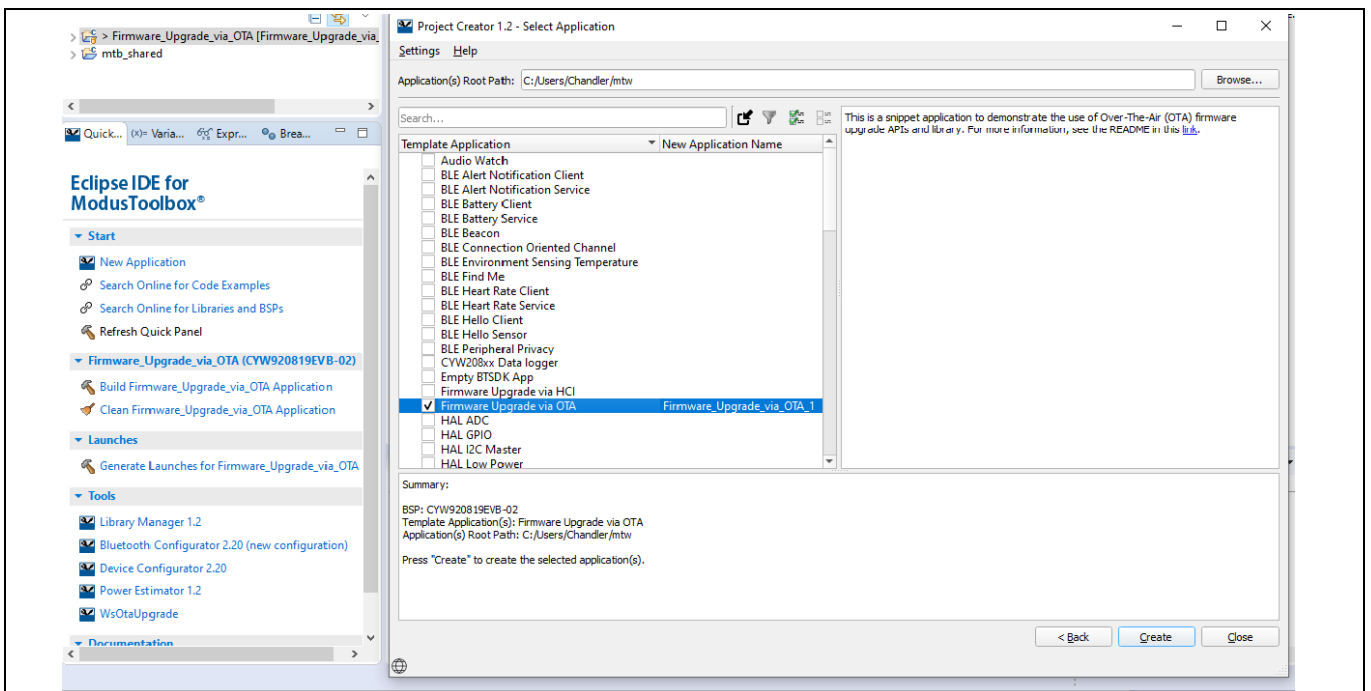 > Firmware_Upgrade_via_OTA [Firmware_Upgrade_via_
mtb_shared
Quick...
(x)= Varia...
Expr...
Brea...
Eclipse IDE for
ModusToolbox®
Start
New Application
Search Online for Code Examples
Search Online for Libraries and BSPs
Refresh Quick Panel
Firmware_Upgrade_via_OTA (CYW920819EVB-02)
Build Firmware_Upgrade_via_OTA Application
Clean Firmware_Upgrade_via_OTA Application
Launches
Generate Launches for Firmware_Upgrade_via_OTA
Tools
Library Manager 1.2
Bluetooth Configurator 2.20 (new configuration)
Device Configurator 2.20
Power Estimator 1.2
WsOtaUpgrade
Documentation
Project Creator 1.2 - Select Application
Settings Help
Application(s) Root Path: C:/Users/Chandler/mtw Browse...
Search...
Template Application New Application Name
Audio Watch
BLE Alert Notification Client
BLE Alert Notification Service
BLE Battery Client
BLE Battery Service
BLE Beacon
BLE Connection Oriented Channel
BLE Environment Sensing Temperature
BLE Find Me
BLE Heart Rate Client
BLE Heart Rate Service
BLE Hello Client
BLE Hello Sensor
BLE Peripheral Privacy
CYW208xx Data logger
Empty BTSDK App
Firmware Upgrade via HCI
Firmware Upgrade via OTA Firmware_Upgrade_via_OTA_1
HAL ADC
HAL GPIO
HAL I2C Master
HAL Low Power
This is a snippet application to demonstrate the use of Over-The-Air (OTA) firmware
upgrade APIs and library. For more information, see the README in this link.
Summary:
BSP: CYW920819EVB-02
Template Application(s): Firmware Upgrade via OTA
Application(s) Root Path: C:/Users/Chandler/mtw
Press "Create" to create the selected application(s).
< Back Create Close